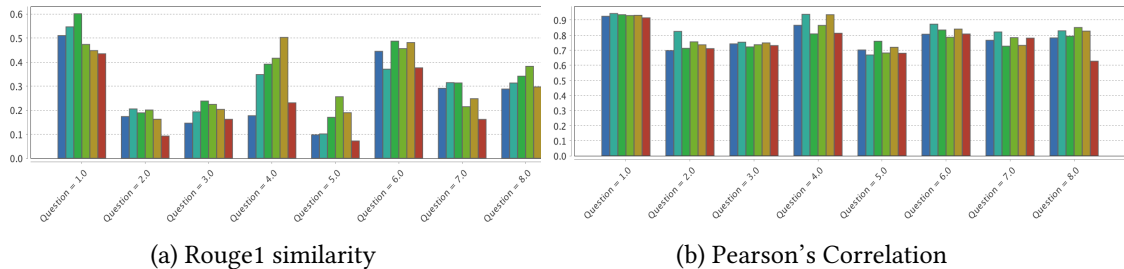 0.6
0.5
0.4
0.3
0.2
0.1
0.0
Question = 1.0
Question = 2.0
Question = 3.0
Question = 4.0
Question = 5.0
Question = 6.0
Question = 7.0
Question = 8.0
(a) Rouge1 similarity
0.9
0.8
0.7
0.6
0.5
0.4
0.3
0.2
0.1
0.0
Question = 1.0
Question = 2.0
Question = 3.0
Question = 4.0
Question = 5.0
Question = 6.0
Question = 7.0
Question = 8.0
(b) Pearson's Correlation